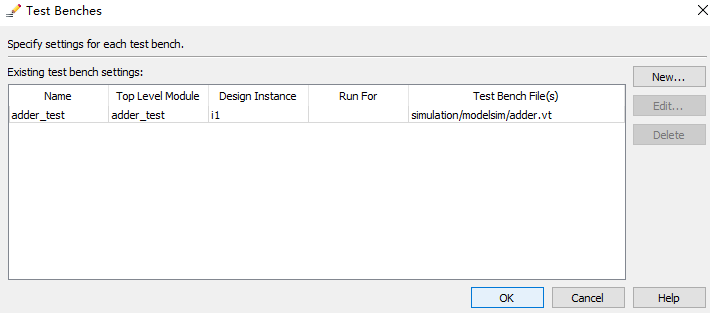 Test Benches
Specify settings for each test bench.
Existing test bench settings:
Name Top Level Module Design Instance Run For Test Bench File(s)
adder_test adder_test i1 simulation/modelsim/adder.vt
New...
Edit...
Delete
OK Cancel Help